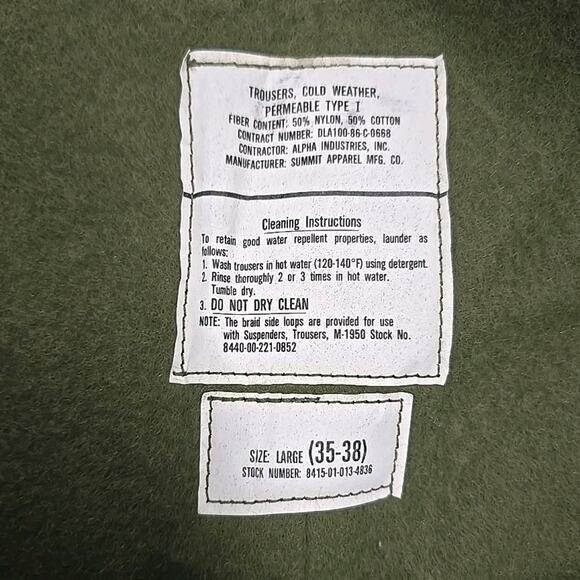 TROUSERS, COLD WEATHER,
PERMEABLE TYPE I
FIBER CONTENT: 50% NYLON, 50% COTTON
CONTRACT NUMBER: DLA100-86-C-0668
CONTRACTOR: ALPHA INDUSTRIES, INC.
MANUFACTURER: SUMMIT APPAREL MFG. CO.
Cleaning Instructions
To retain good water repellent properties, launder as
follows:
1. Wash trousers in hot water (120-140°F) using detergent.
2. Rinse thoroughly 2 or 3 times in hot water.
Tumble dry.
3. DO NOT DRY CLEAN
NOTE: The braid side loops are provided for use
with Suspenders, Trousers, M-1950 Stock No.
8440-00-221-0852
SIZE: LARGE (35-38)
STOCK NUMBER: 8415-01-013-4836